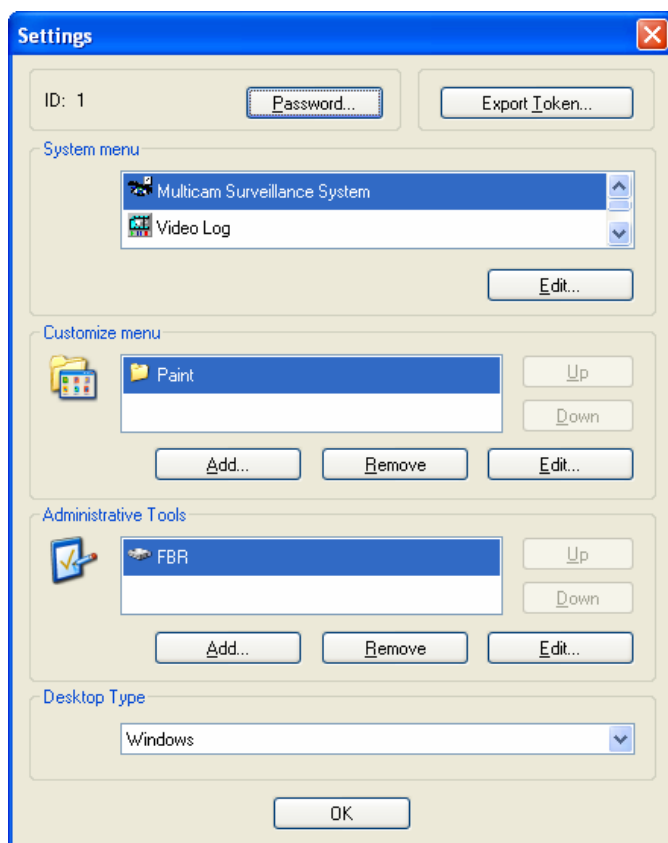 Settings
ID: 1 Password... Export Token...
System menu
Multicam Surveillance System
Video Log
Edit...
Customize menu
Paint Up
Down
Add... Remove Edit...
Administrative Tools
FBR Up
Down
Add... Remove Edit...
Desktop Type
Windows
OK